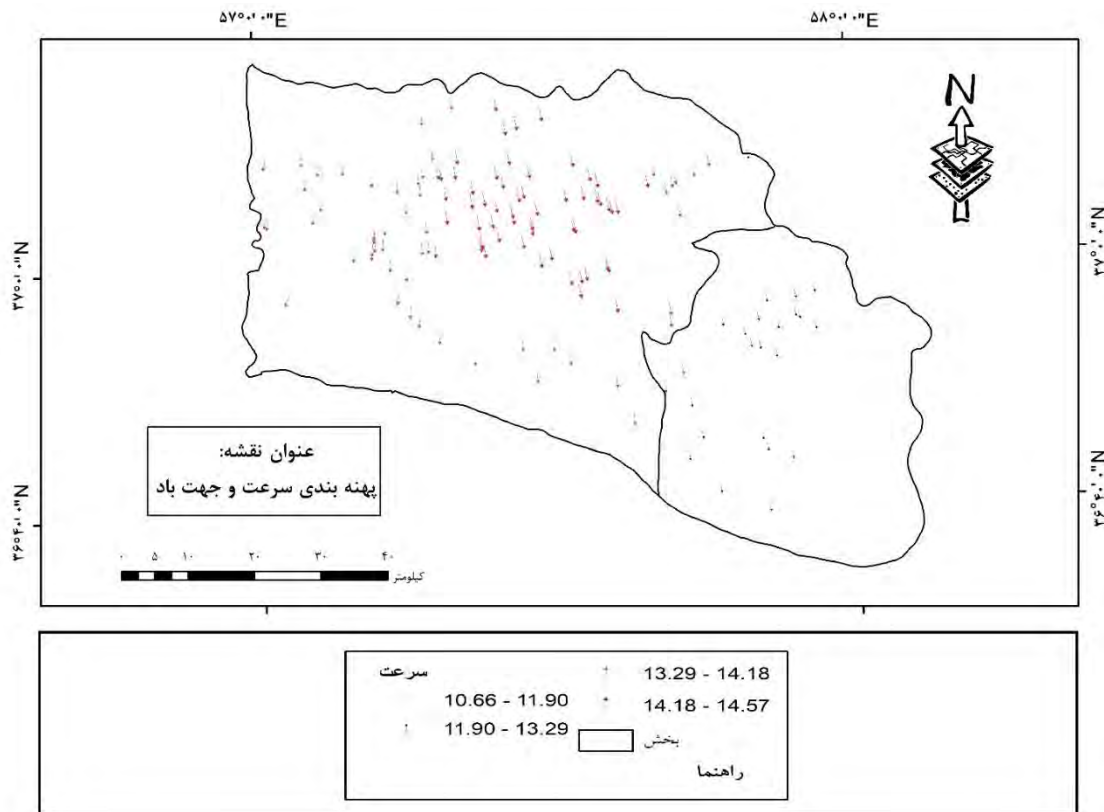 ۵۷°۰'۰"E
۵۸°۰'۰"E
N
۳۷°۰'۰"N
۳۷°۰'۰"N
عنوان نقشه:
پهنه بندی سرعت و جهت باد
۳۶°۴۰'۰"N
۳۶°۴۰'۰"N
۰ ۵ ۱۰ ۲۰ ۳۰ ۴۰
کیلومتر
سرعت
10.66 - 11.90
11.90 - 13.29
13.29 - 14.18
14.18 - 14.57
بخش
راهنما